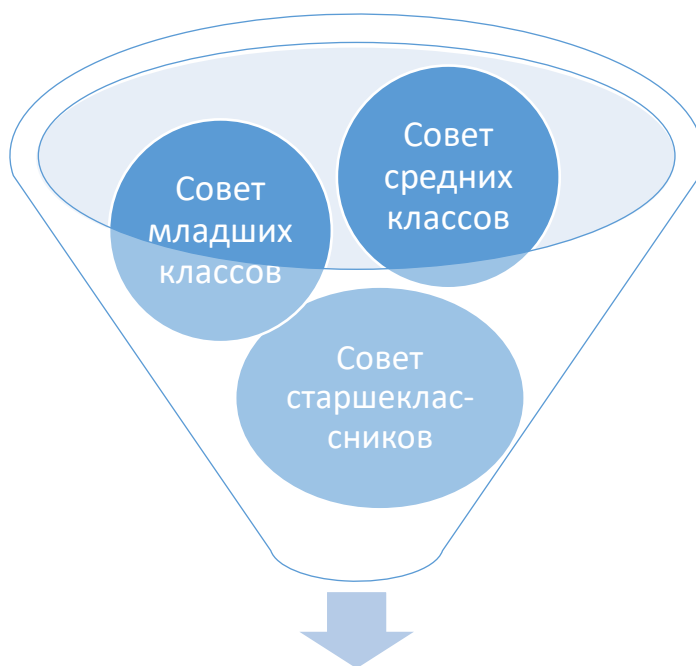 Совет
средних
классов
Совет
младших
классов
Совет
старшеклас-
сников